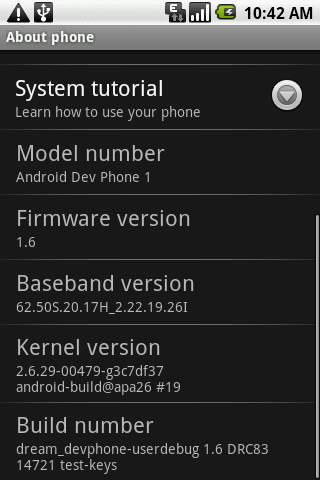 E
10:42 AM
About phone
System tutorial
Learn how to use your phone
Model number
Android Dev Phone 1
Firmware version
1.6
Baseband version
62.50S.20.17H_2.22.19.26I
Kernel version
2.6.29-00479-g3c7df37
android-build@apa26 #19
Build number
dream_devphone-userdebug 1.6 DRC83
14721 test-keys